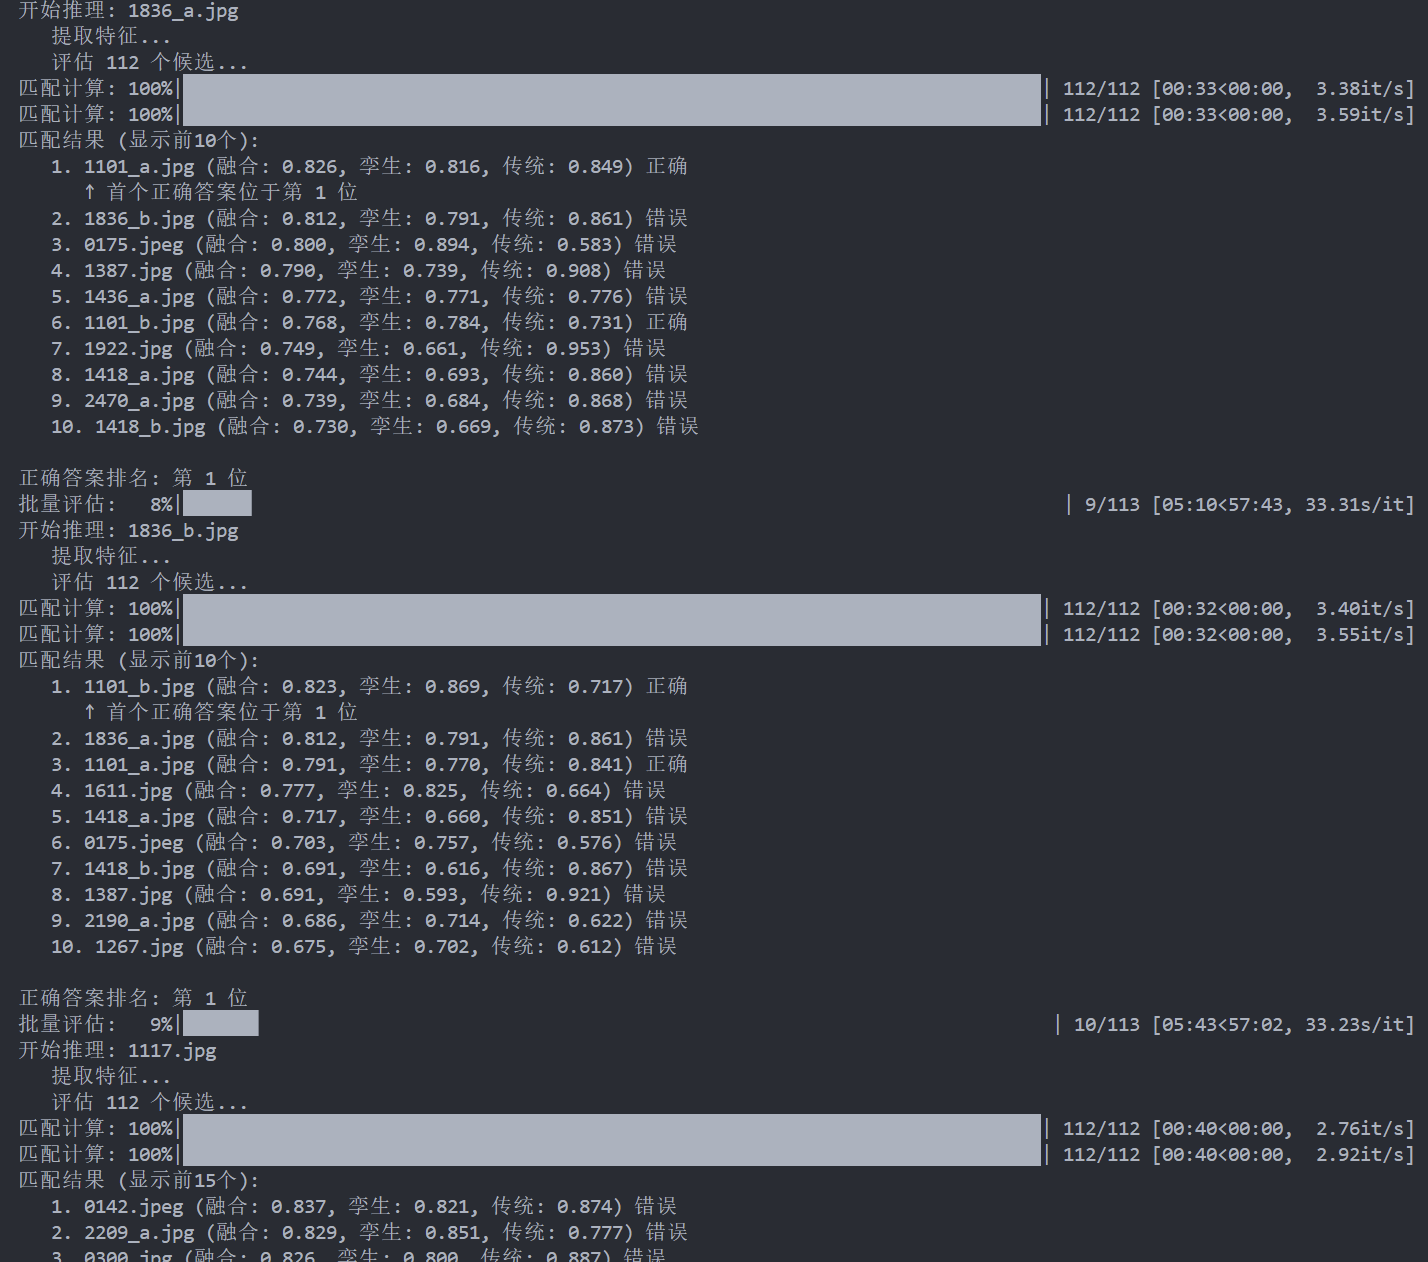 开始推理: 1836_a.jpg
提取特征...
评估 112 个候选...
匹配计算: 100%| | 112/112 [00:33<00:00,  3.38it/s]
匹配计算: 100%| | 112/112 [00:33<00:00,  3.59it/s]
匹配结果 (显示前10个):
1. 1101_a.jpg (融合: 0.826, 孪生: 0.816, 传统: 0.849) 正确
↑ 首个正确答案位于第 1 位
2. 1836_b.jpg (融合: 0.812, 孪生: 0.791, 传统: 0.861) 错误
3. 0175.jpeg (融合: 0.800, 孪生: 0.894, 传统: 0.583) 错误
4. 1387.jpg (融合: 0.790, 孪生: 0.739, 传统: 0.908) 错误
5. 1436_a.jpg (融合: 0.772, 孪生: 0.771, 传统: 0.776) 错误
6. 1101_b.jpg (融合: 0.768, 孪生: 0.784, 传统: 0.731) 正确
7. 1922.jpg (融合: 0.749, 孪生: 0.661, 传统: 0.953) 错误
8. 1418_a.jpg (融合: 0.744, 孪生: 0.693, 传统: 0.860) 错误
9. 2470_a.jpg (融合: 0.739, 孪生: 0.684, 传统: 0.868) 错误
10. 1418_b.jpg (融合: 0.730, 孪生: 0.669, 传统: 0.873) 错误
正确答案排名: 第 1 位
批量评估:   8%| | 9/113 [05:10<57:43, 33.31s/it]
开始推理: 1836_b.jpg
提取特征...
评估 112 个候选...
匹配计算: 100%| | 112/112 [00:32<00:00,  3.40it/s]
匹配计算: 100%| | 112/112 [00:32<00:00,  3.55it/s]
匹配结果 (显示前10个):
1. 1101_b.jpg (融合: 0.823, 孪生: 0.869, 传统: 0.717) 正确
↑ 首个正确答案位于第 1 位
2. 1836_a.jpg (融合: 0.812, 孪生: 0.791, 传统: 0.861) 错误
3. 1101_a.jpg (融合: 0.791, 孪生: 0.770, 传统: 0.841) 正确
4. 1611.jpg (融合: 0.777, 孪生: 0.825, 传统: 0.664) 错误
5. 1418_a.jpg (融合: 0.717, 孪生: 0.660, 传统: 0.851) 错误
6. 0175.jpeg (融合: 0.703, 孪生: 0.757, 传统: 0.576) 错误
7. 1418_b.jpg (融合: 0.691, 孪生: 0.616, 传统: 0.867) 错误
8. 1387.jpg (融合: 0.691, 孪生: 0.593, 传统: 0.921) 错误
9. 2190_a.jpg (融合: 0.686, 孪生: 0.714, 传统: 0.622) 错误
10. 1267.jpg (融合: 0.675, 孪生: 0.702, 传统: 0.612) 错误
正确答案排名: 第 1 位
批量评估:   9%| | 10/113 [05:43<57:02, 33.23s/it]
开始推理: 1117.jpg
提取特征...
评估 112 个候选...
匹配计算: 100%| | 112/112 [00:40<00:00,  2.76it/s]
匹配计算: 100%| | 112/112 [00:40<00:00,  2.92it/s]
匹配结果 (显示前15个):
1. 0142.jpeg (融合: 0.837, 孪生: 0.821, 传统: 0.874) 错误
2. 2209_a.jpg (融合: 0.829, 孪生: 0.851, 传统: 0.777) 错误
3. 0300.jpg (融合: 0.826, 孪生: 0.800, 传统: 0.887) 错误